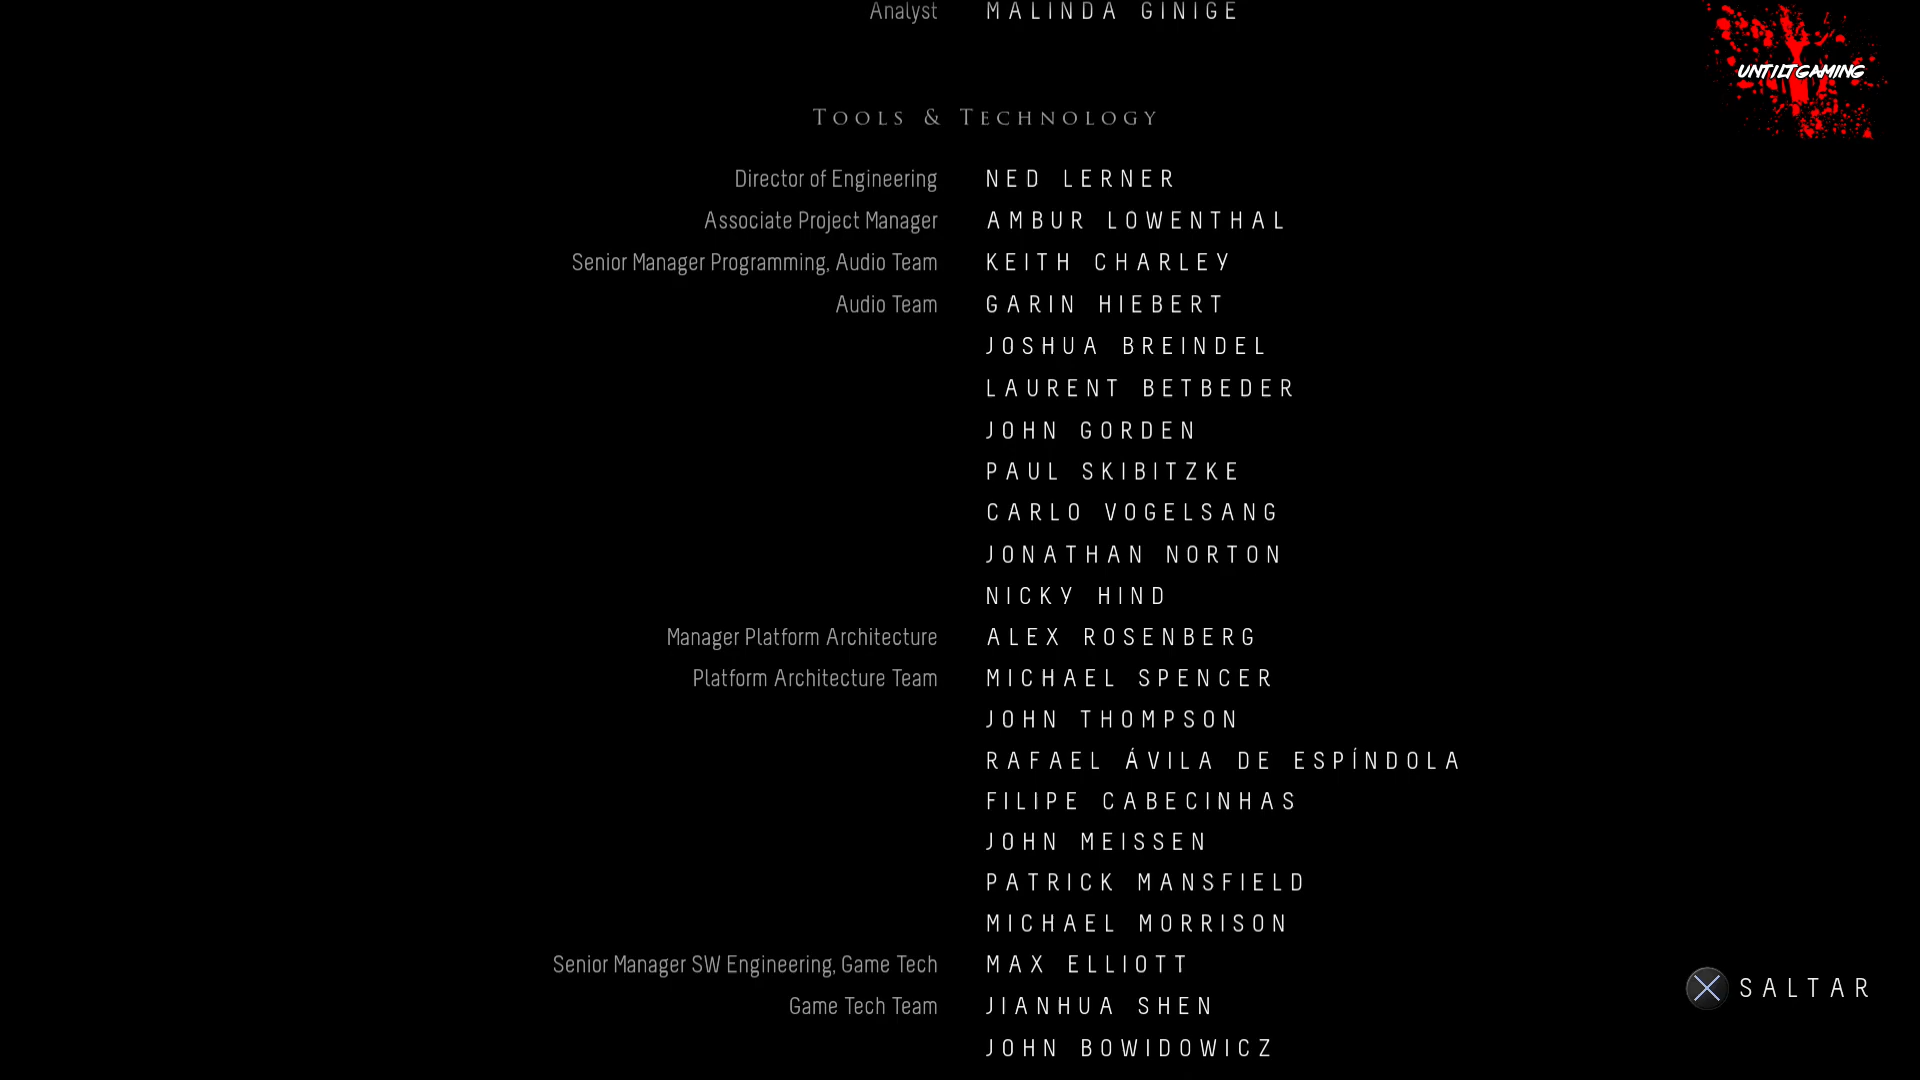 Analyst MALINDA GINIGE
UNTILTGAMING
TOOLS & TECHNOLOGY
Director of Engineering NED LERNER
Associate Project Manager AMBUR LOWENTHAL
Senior Manager Programming, Audio Team KEITH CHARLEY
Audio Team GARIN HIEBERT
JOSHUA BREINDEL
LAURENT BETBEDER
JOHN GORDEN
PAUL SKIBITZKE
CARLO VOGELSANG
JONATHAN NORTON
NICKY HIND
Manager Platform Architecture ALEX ROSENBERG
Platform Architecture Team MICHAEL SPENCER
JOHN THOMPSON
RAFAEL ÁVILA DE ESPÍNDOLA
FILIPE CABECINHAS
JOHN MEISSEN
PATRICK MANSFIELD
MICHAEL MORRISON
Senior Manager SW Engineering, Game Tech MAX ELLIOTT
SALTAR
Game Tech Team JIANHUA SHEN
JOHN BOWIDOWICZ